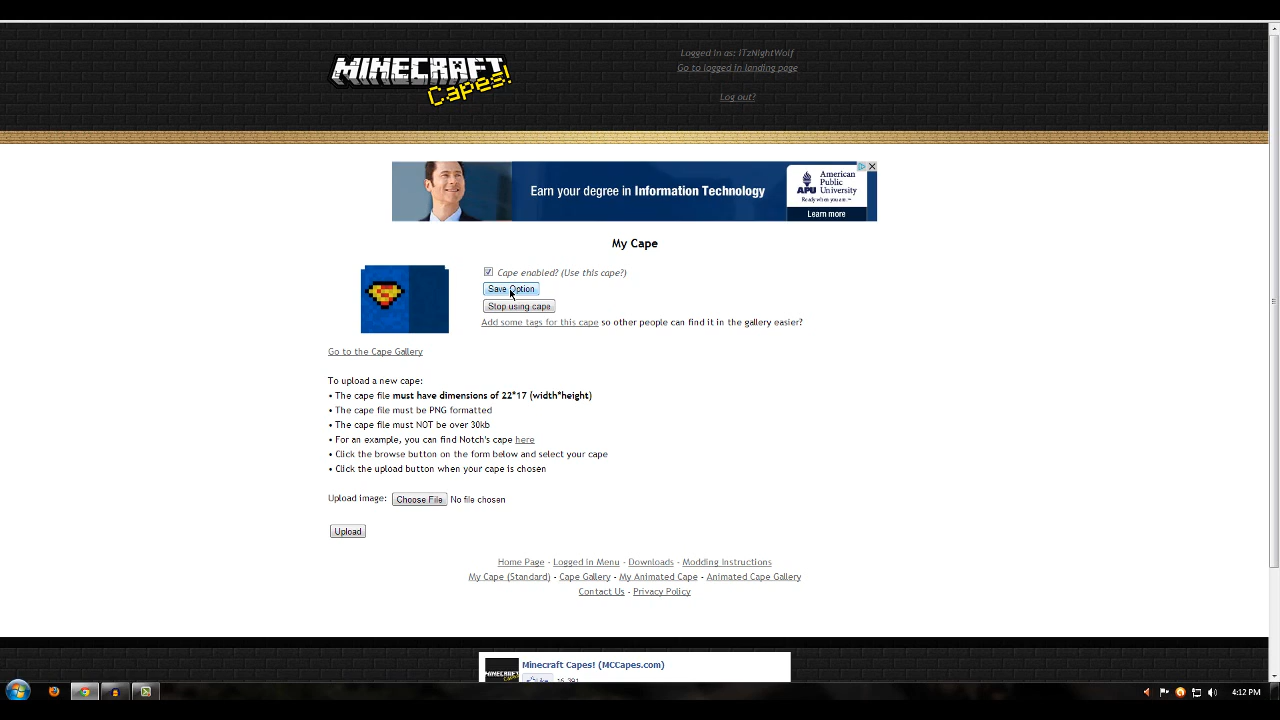 MINECRAFT
Capes!
Logged in as: iTzNightWolf
Go to logged in landing page
Log out?
Earn your degree in Information Technology
American
Public
University
APU
Ready when you are.™
Learn more
My Cape
Cape enabled? (Use this cape?)
Save Option
Stop using cape
Add some tags for this cape so other people can find it in the gallery easier?
Go to the Cape Gallery
To upload a new cape:
• The cape file must have dimensions of 22*17 (width*height)
• The cape file must be PNG formatted
• The cape file must NOT be over 30kb
• For an example, you can find Notch's cape here
• Click the browse button on the form below and select your cape
• Click the upload button when your cape is chosen
Upload image: Choose File No file chosen
Upload
Home Page - Logged in Menu - Downloads - Modding Instructions
My Cape (Standard) - Cape Gallery - My Animated Cape - Animated Cape Gallery
Contact Us - Privacy Policy
Minecraft Capes! (MCCapes.com)
4:12 PM